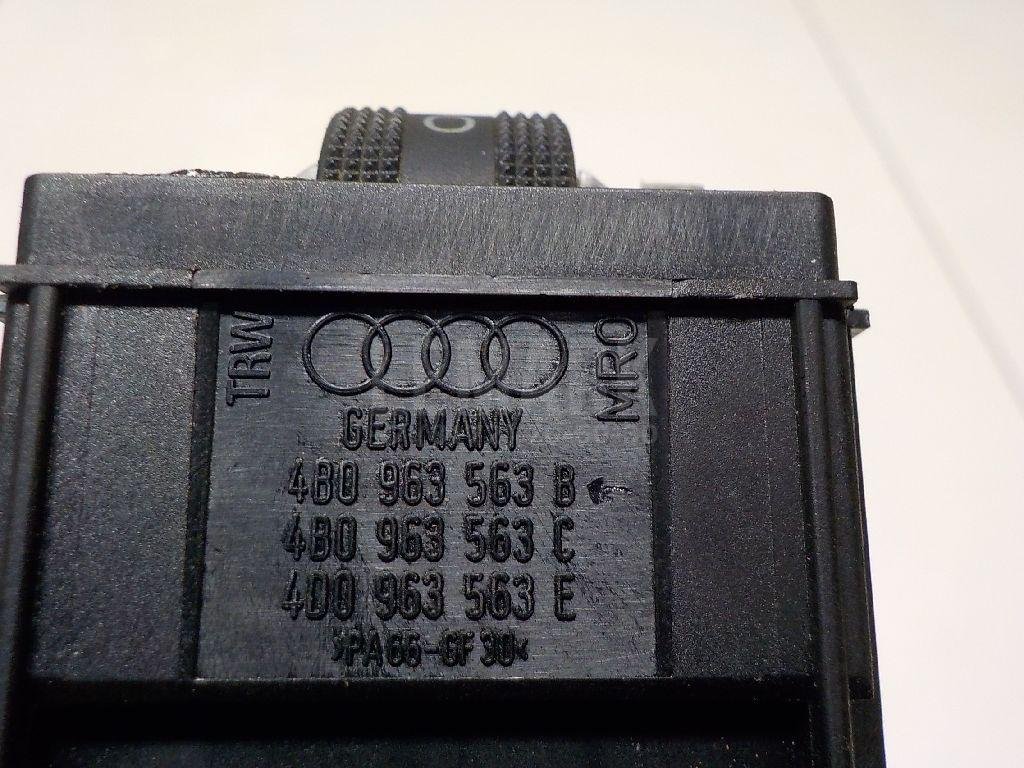 O
TRW
MRO
GERMANY
4B0 963 563 B
4B0 963 563 C
4D0 963 563 E
>PA66-GF30<